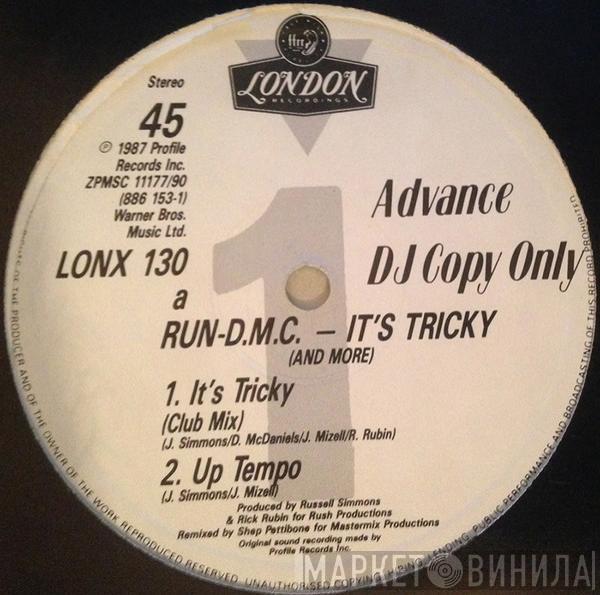 ffrr
LONDON
RECORDINGS
Stereo
45
℗ 1987 Profile
Records Inc.
ZPMSC 11177/90
(886 153-1)
Warner Bros.
Music Ltd.
LONX 130
a
1
Advance
DJ Copy Only
RUN-D.M.C. – IT'S TRICKY
(AND MORE)
1. It's Tricky
(Club Mix)
(J. Simmons/D. McDaniels/J. Mizell/R. Rubin)
2. Up Tempo
(J. Simmons/J. Mizell)
Produced by Russell Simmons
& Rick Rubin for Rush Productions
Remixed by Shep Pettibone for Mastermix Productions
Original sound recording made by
Profile Records Inc.
OF THE PRODUCER AND OF THE OWNER OF THE WORK REPRODUCED RESERVED. UNAUTHORISED COPYING, HIRING, LENDING, PUBLIC PERFORMANCE AND BROADCASTING OF THIS RECORD PROHIBITED
МАРКЕТ ВИНИЛА